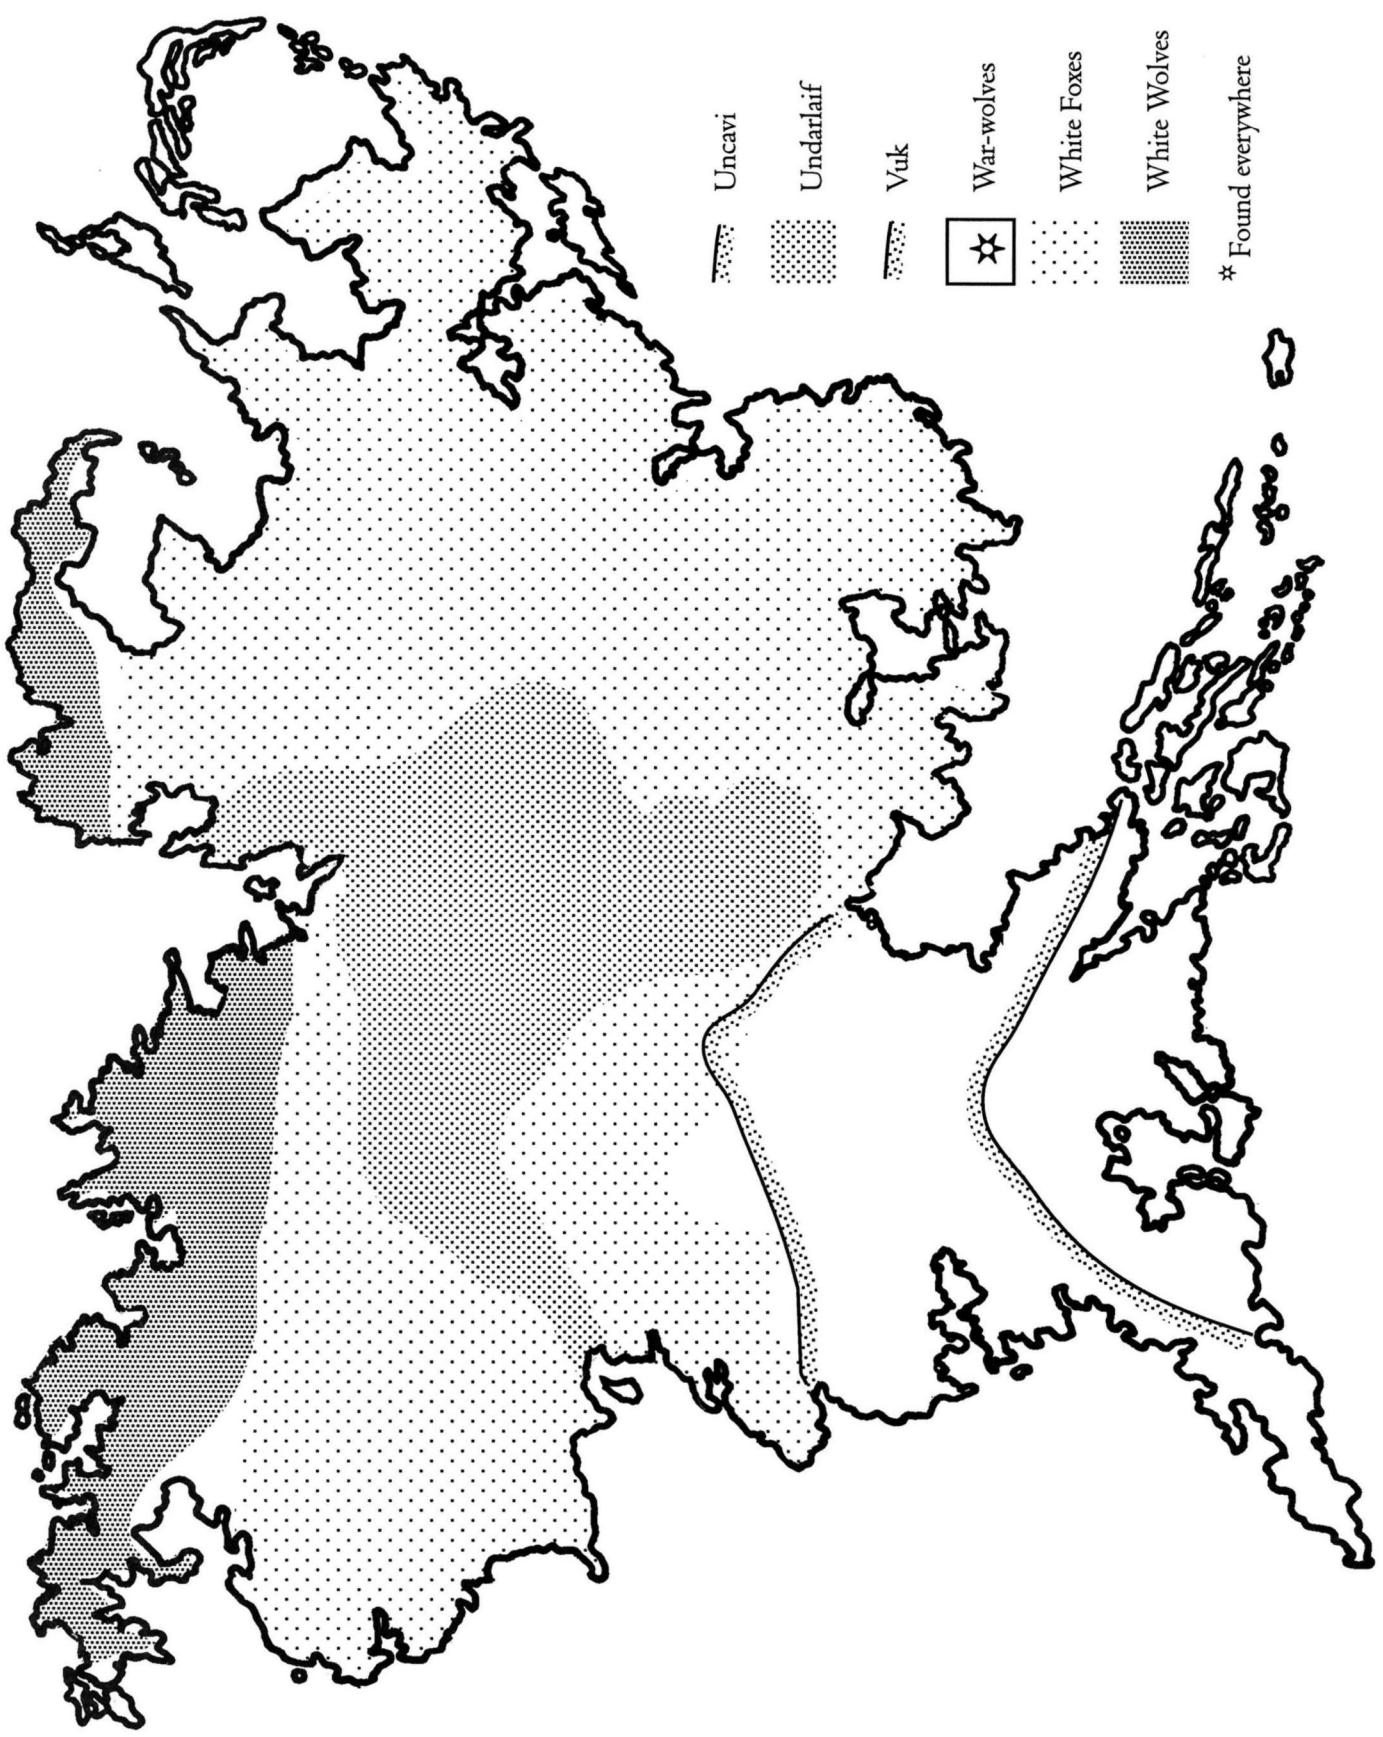 Uncavi
Undarlaif
Vuk
War-wolves
White Foxes
White Wolves
* Found everywhere